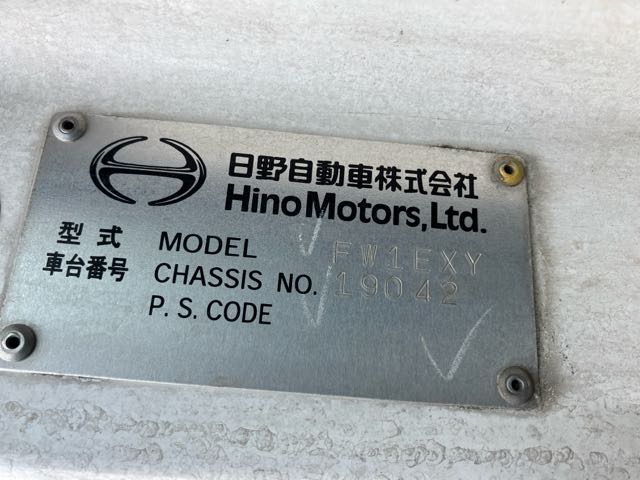 日野自動車株式会社
Hino Motors, Ltd.
型式 MODEL FW1EXY
車台番号 CHASSIS NO. 19042
P. S. CODE